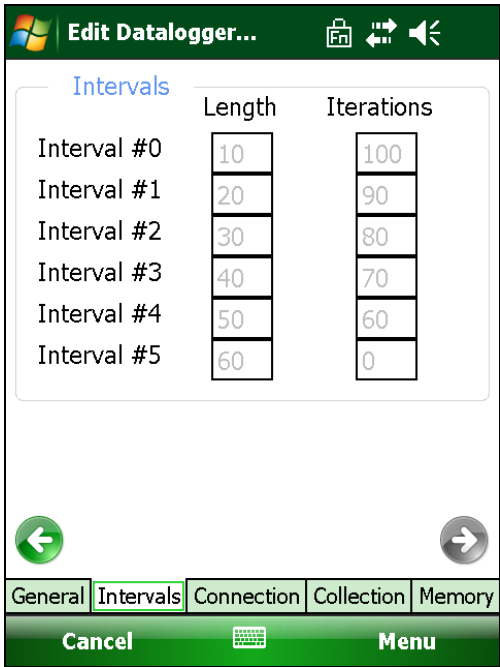 Edit Datalogger...
Fn
Intervals
Length Iterations
Interval #0 10 100
Interval #1 20 90
Interval #2 30 80
Interval #3 40 70
Interval #4 50 60
Interval #5 60 0
General Intervals Connection Collection Memory
Cancel Menu